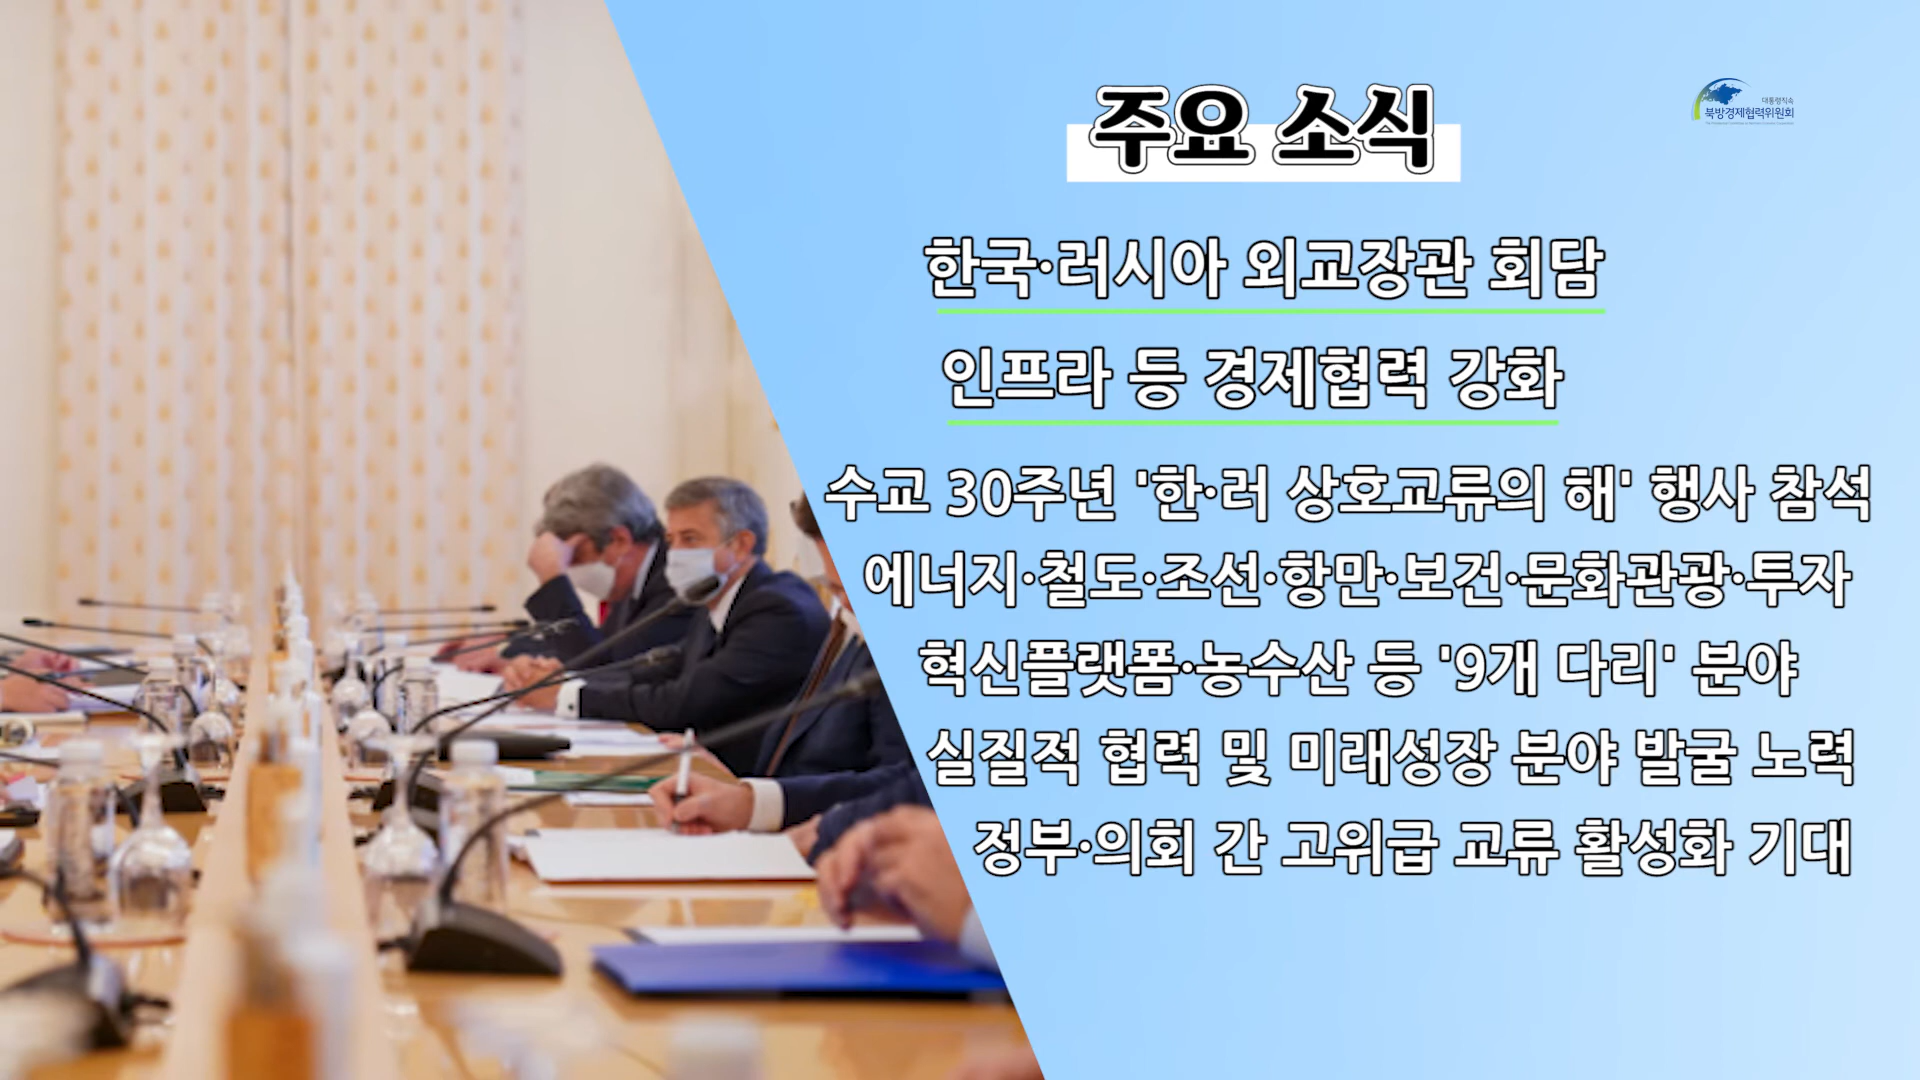 주요 소식
대통령직속
북방경제협력위원회
한국·러시아 외교장관 회담
인프라 등 경제협력 강화
수교 30주년 '한·러 상호교류의 해' 행사 참석
에너지·철도·조선·항만·보건·문화관광·투자
혁신플랫폼·농수산 등 '9개 다리' 분야
실질적 협력 및 미래성장 분야 발굴 노력
정부·의회 간 고위급 교류 활성화 기대